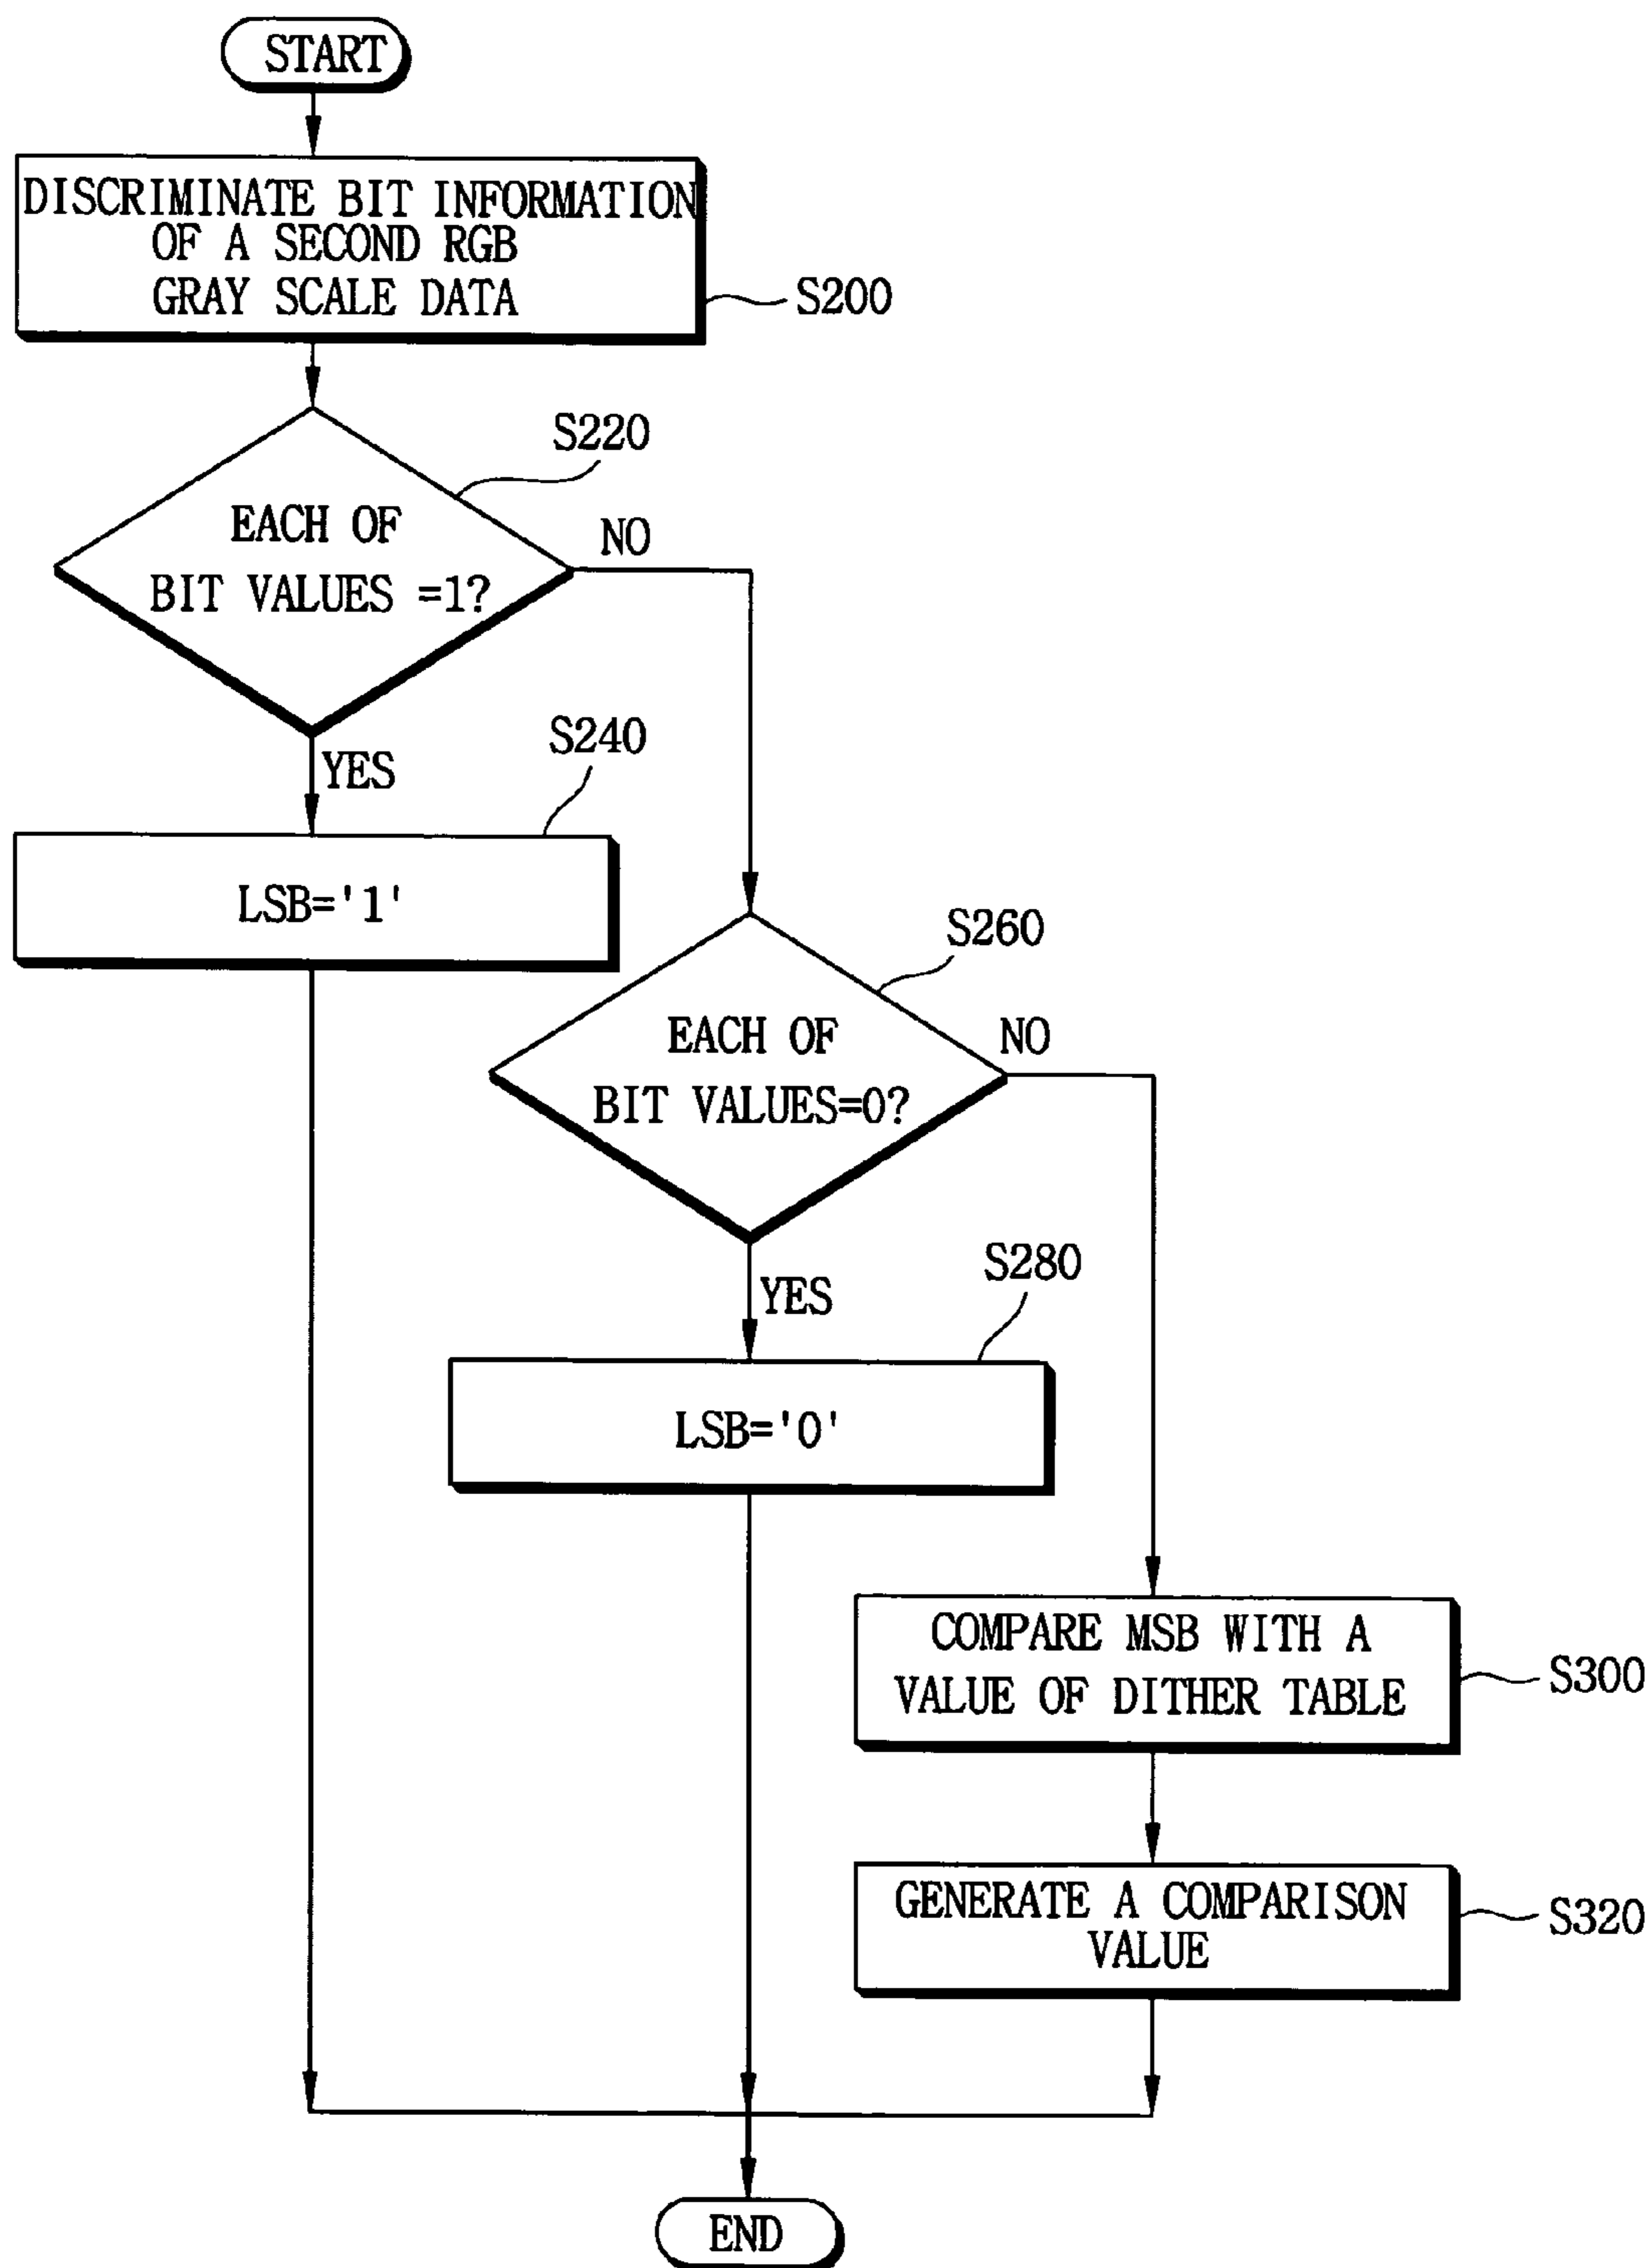 START
DISCRIMINATE BIT INFORMATION
OF A SECOND RGB
GRAY SCALE DATA
S200
S220
EACH OF
BIT VALUES =1?
NO
YES
S240
LSB='1'
S260
EACH OF
BIT VALUES=0?
NO
YES
S280
LSB='0'
COMPARE MSB WITH A
VALUE OF DITHER TABLE
S300
GENERATE A COMPARISON
VALUE
S320
END